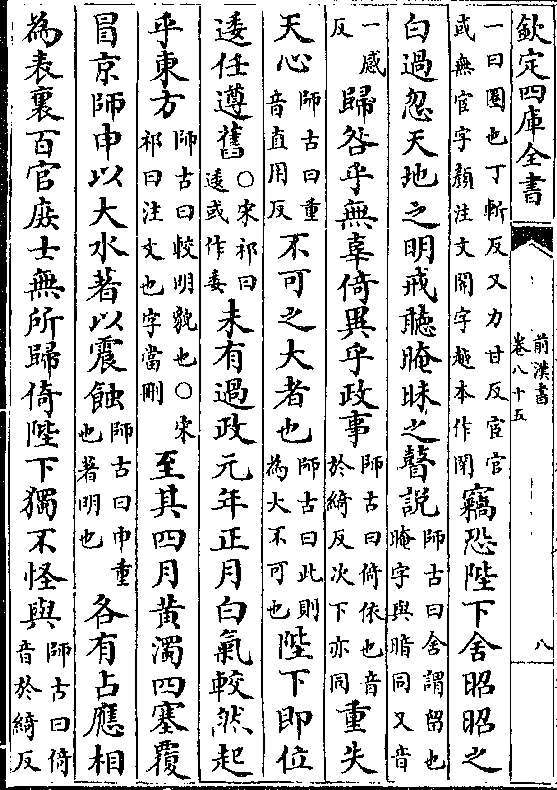 欽定四庫全書
前漢書
卷八十五
八
一曰圂也丁斬反又力甘反宦官
或無官字顏注文閑字越本作閑
竊恐陛下舍昭昭之
白過忽天地之明戒聴晻昧之瞽說
師古曰舍謂留也
晻字與暗同又音
一感
反
歸咎乎無辜倚異乎政事
師古曰倚依也音
於綺反次下亦同
重失
天心
師古曰重
音直用反
不可之大者也
師古曰此則
為大不可也
陛下即位
逶任遵舊
○宋祁曰
逶或作委
未有過政元年正月白氣較然起
乎東方
師古曰較明貌也○宋
祁曰注文也字當刪
至其四月黄濁四塞覆
冒京師申以大水著以震蝕
師古曰申重
也著明也
各有占應相
為表裏百官庶士無所歸倚陛下獨不怪與
師古曰倚
音於綺反